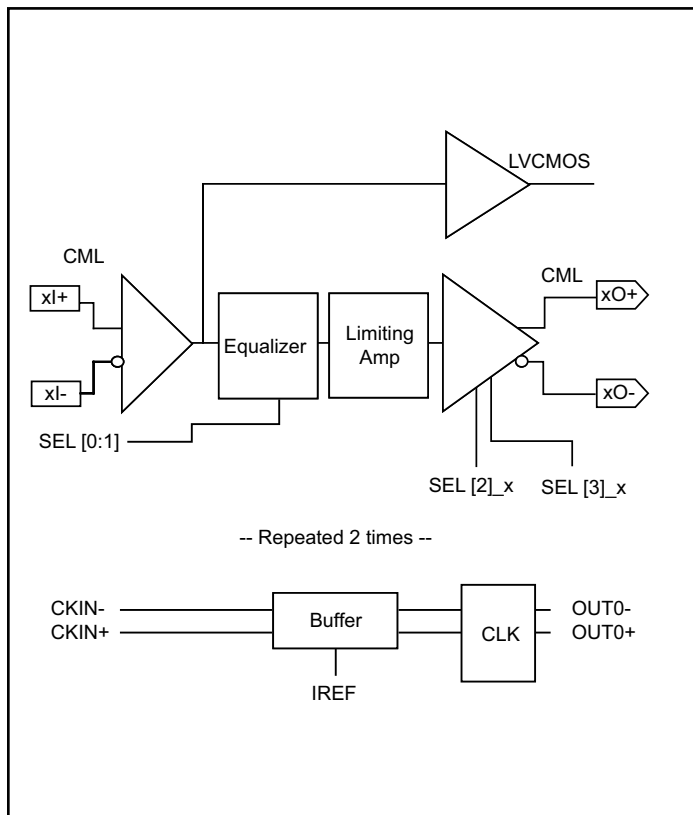 LVCMOS
CML
CML
xI+
xO+
Equalizer
Limiting
Amp
xI-
xO-
SEL [0:1]
SEL [2]_x
SEL [3]_x
-- Repeated 2 times --
CKIN-
OUT0-
Buffer
CKIN+
CLK
OUT0+
IREF